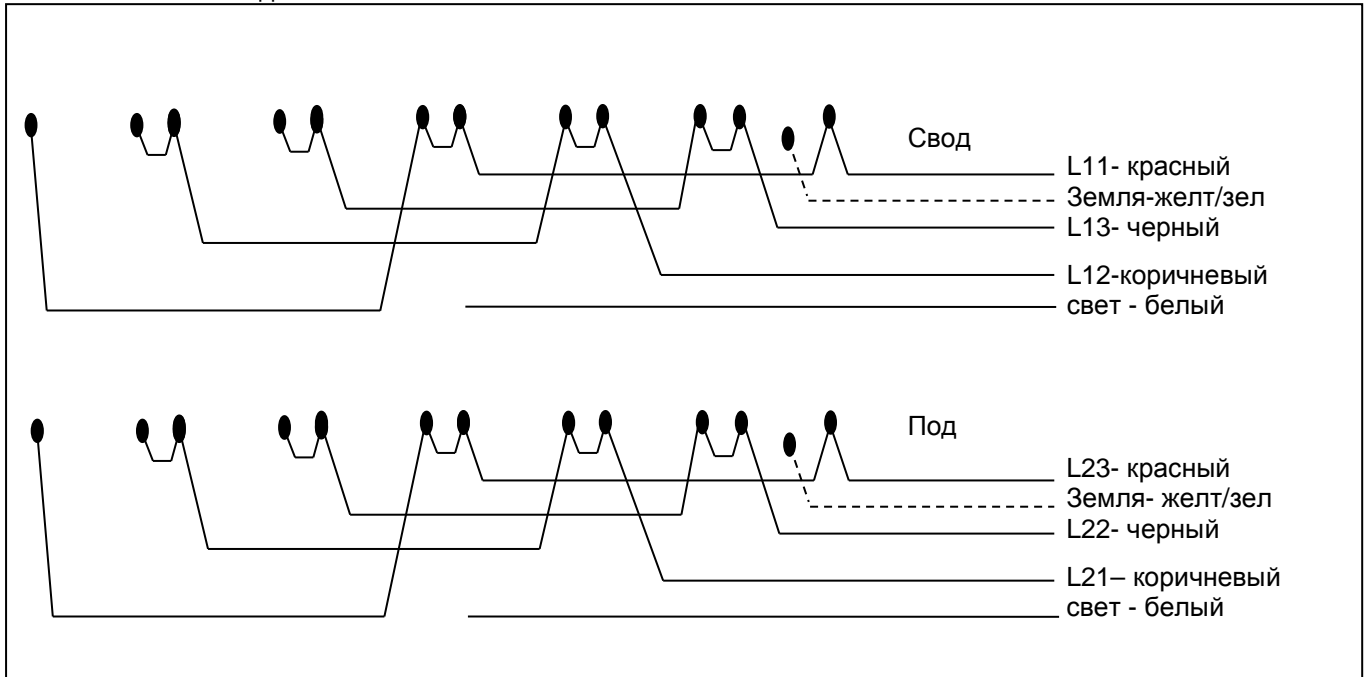 Свод
L11- красный
Земля-желт/зел
L13- черный
L12-коричневый
свет - белый
Под
L23- красный
Земля- желт/зел
L22- черный
L21– коричневый
свет - белый